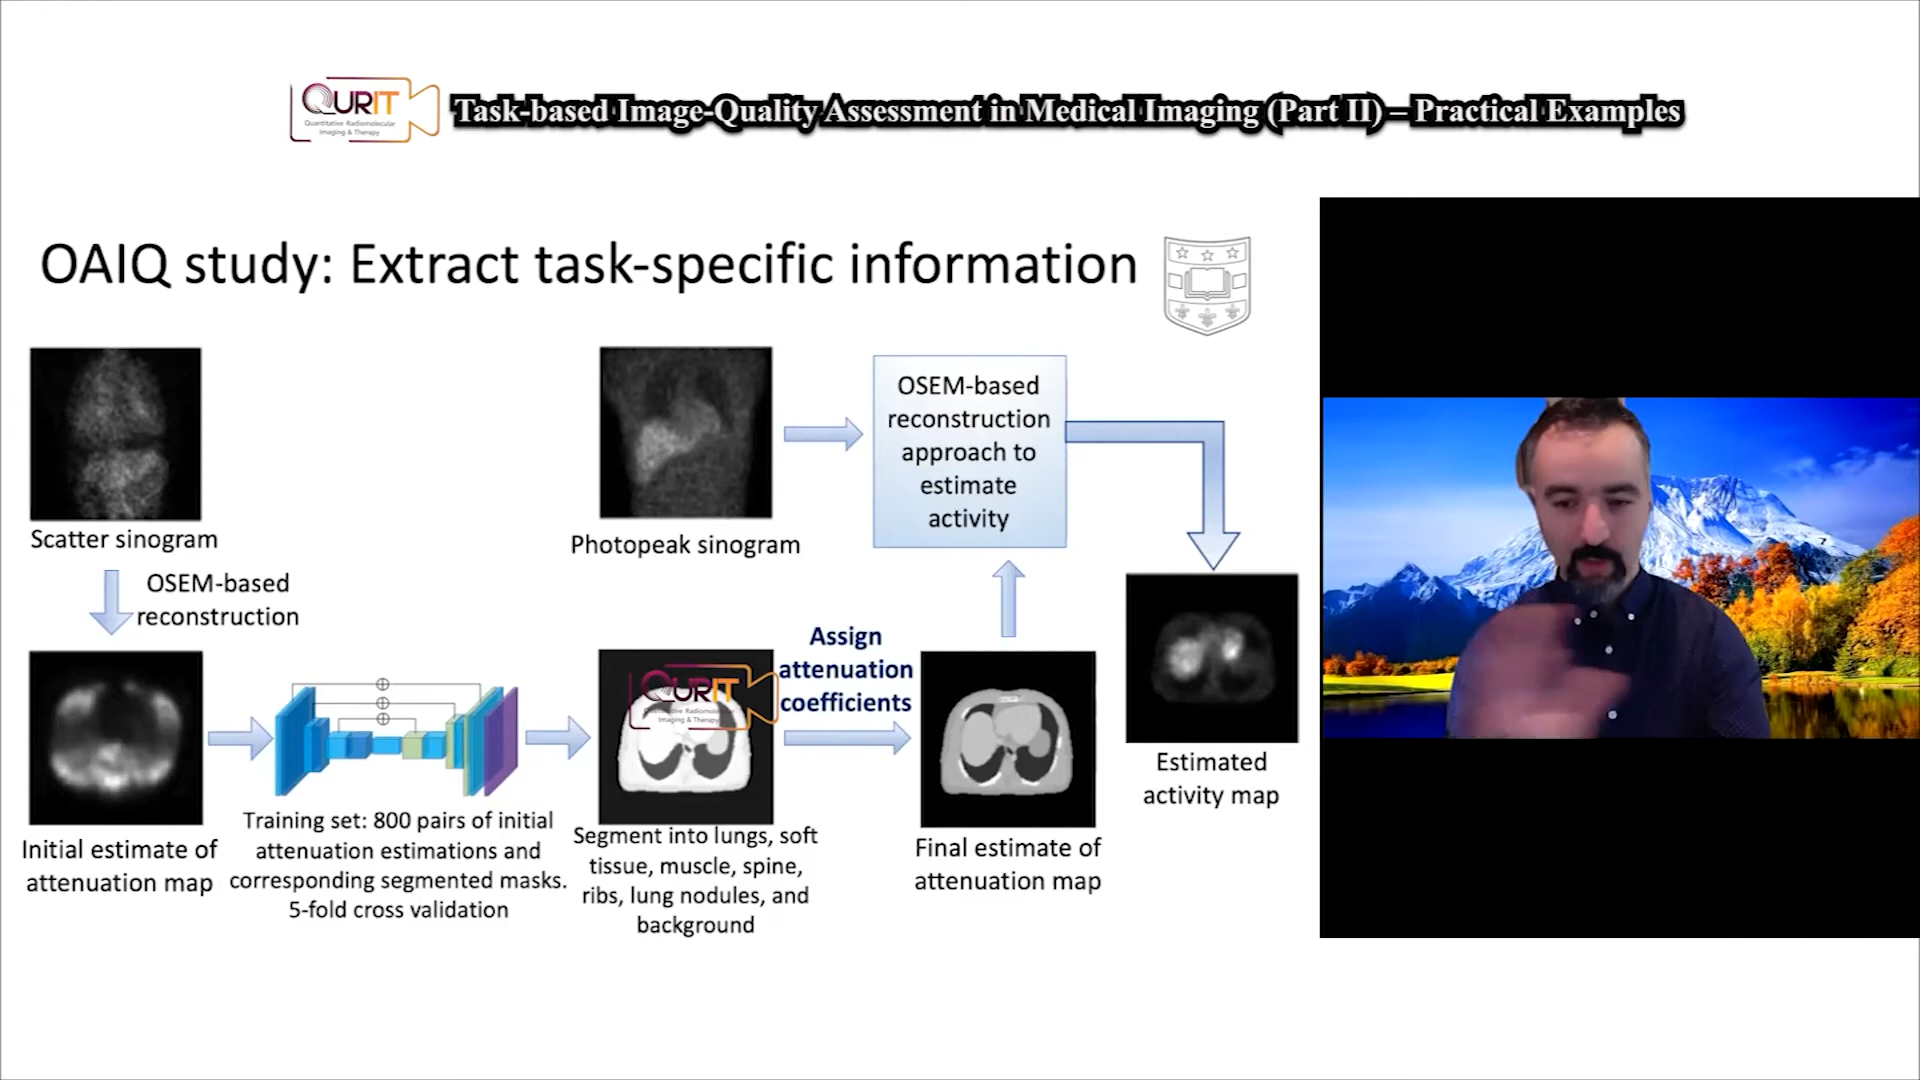 QURIT
Quantitative Radiomolecular
Imaging & Therapy
Task-based Image-Quality Assessment in Medical Imaging (Part II) – Practical Examples
OAIQ study: Extract task-specific information
Scatter sinogram
OSEM-based
reconstruction
Initial estimate of
attenuation map
Training set: 800 pairs of initial
attenuation estimations and
corresponding segmented masks.
5-fold cross validation
Photopeak sinogram
OSEM-based
reconstruction
approach to
estimate
activity
QURIT
Quantitative Radiomolecular
Imaging & Therapy
Segment into lungs, soft
tissue, muscle, spine,
ribs, lung nodules, and
background
Assign
attenuation
coefficients
Final estimate of
attenuation map
Estimated
activity map